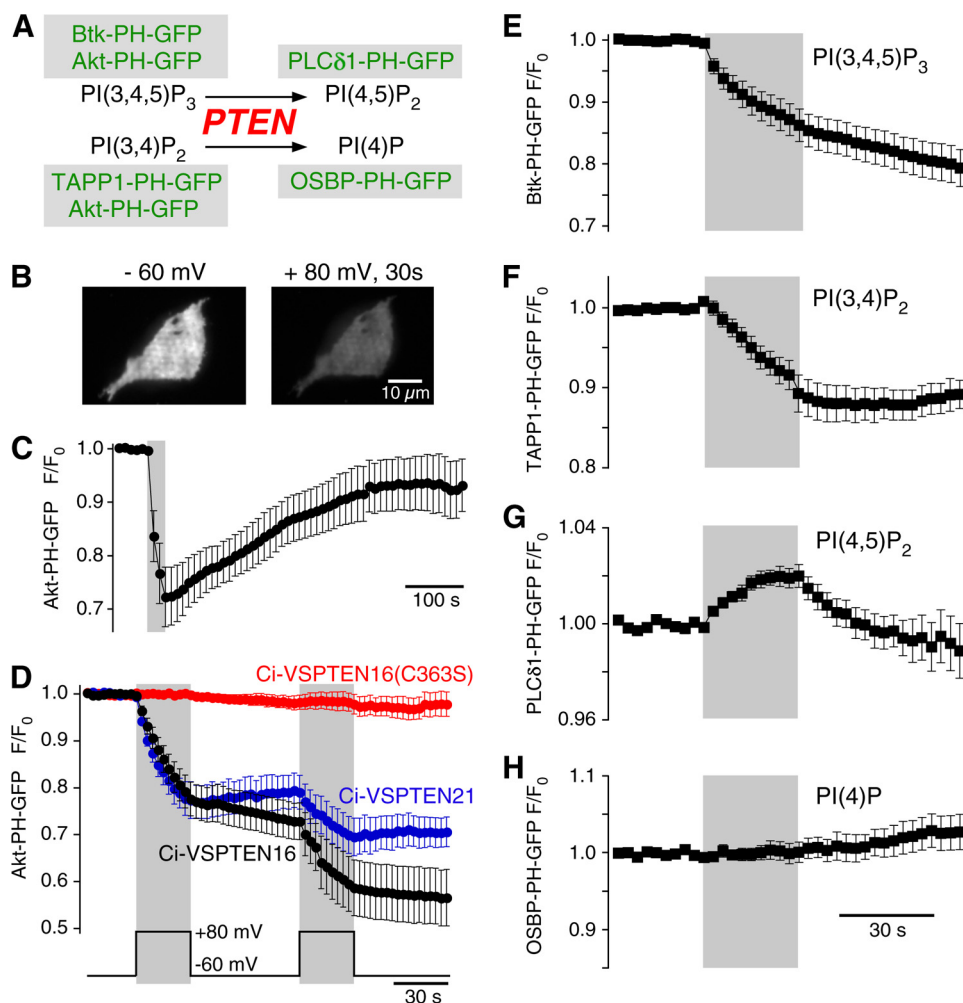 A
Btk-PH-GFP
Akt-PH-GFP
PLCδ1-PH-GFP
PI(3,4,5)P3
PI(4,5)P2
PTEN
PI(3,4)P2
PI(4)P
TAPP1-PH-GFP
Akt-PH-GFP
OSBP-PH-GFP
B
- 60 mV
+ 80 mV, 30s
10 µm
C
Akt-PH-GFP F/F0
1.0
0.9
0.8
0.7
100 s
D
Akt-PH-GFP F/F0
1.0
0.9
0.8
0.7
0.6
0.5
Ci-VSPTEN16(C363S)
Ci-VSPTEN21
Ci-VSPTEN16
+80 mV
-60 mV
30 s
E
Btk-PH-GFP F/F0
1.0
0.9
0.8
0.7
PI(3,4,5)P3
F
TAPP1-PH-GFP F/F0
1.0
0.9
0.8
PI(3,4)P2
G
PLCδ1-PH-GFP F/F0
1.04
1.00
0.96
PI(4,5)P2
H
OSBP-PH-GFP F/F0
1.1
1.0
0.9
PI(4)P
30 s